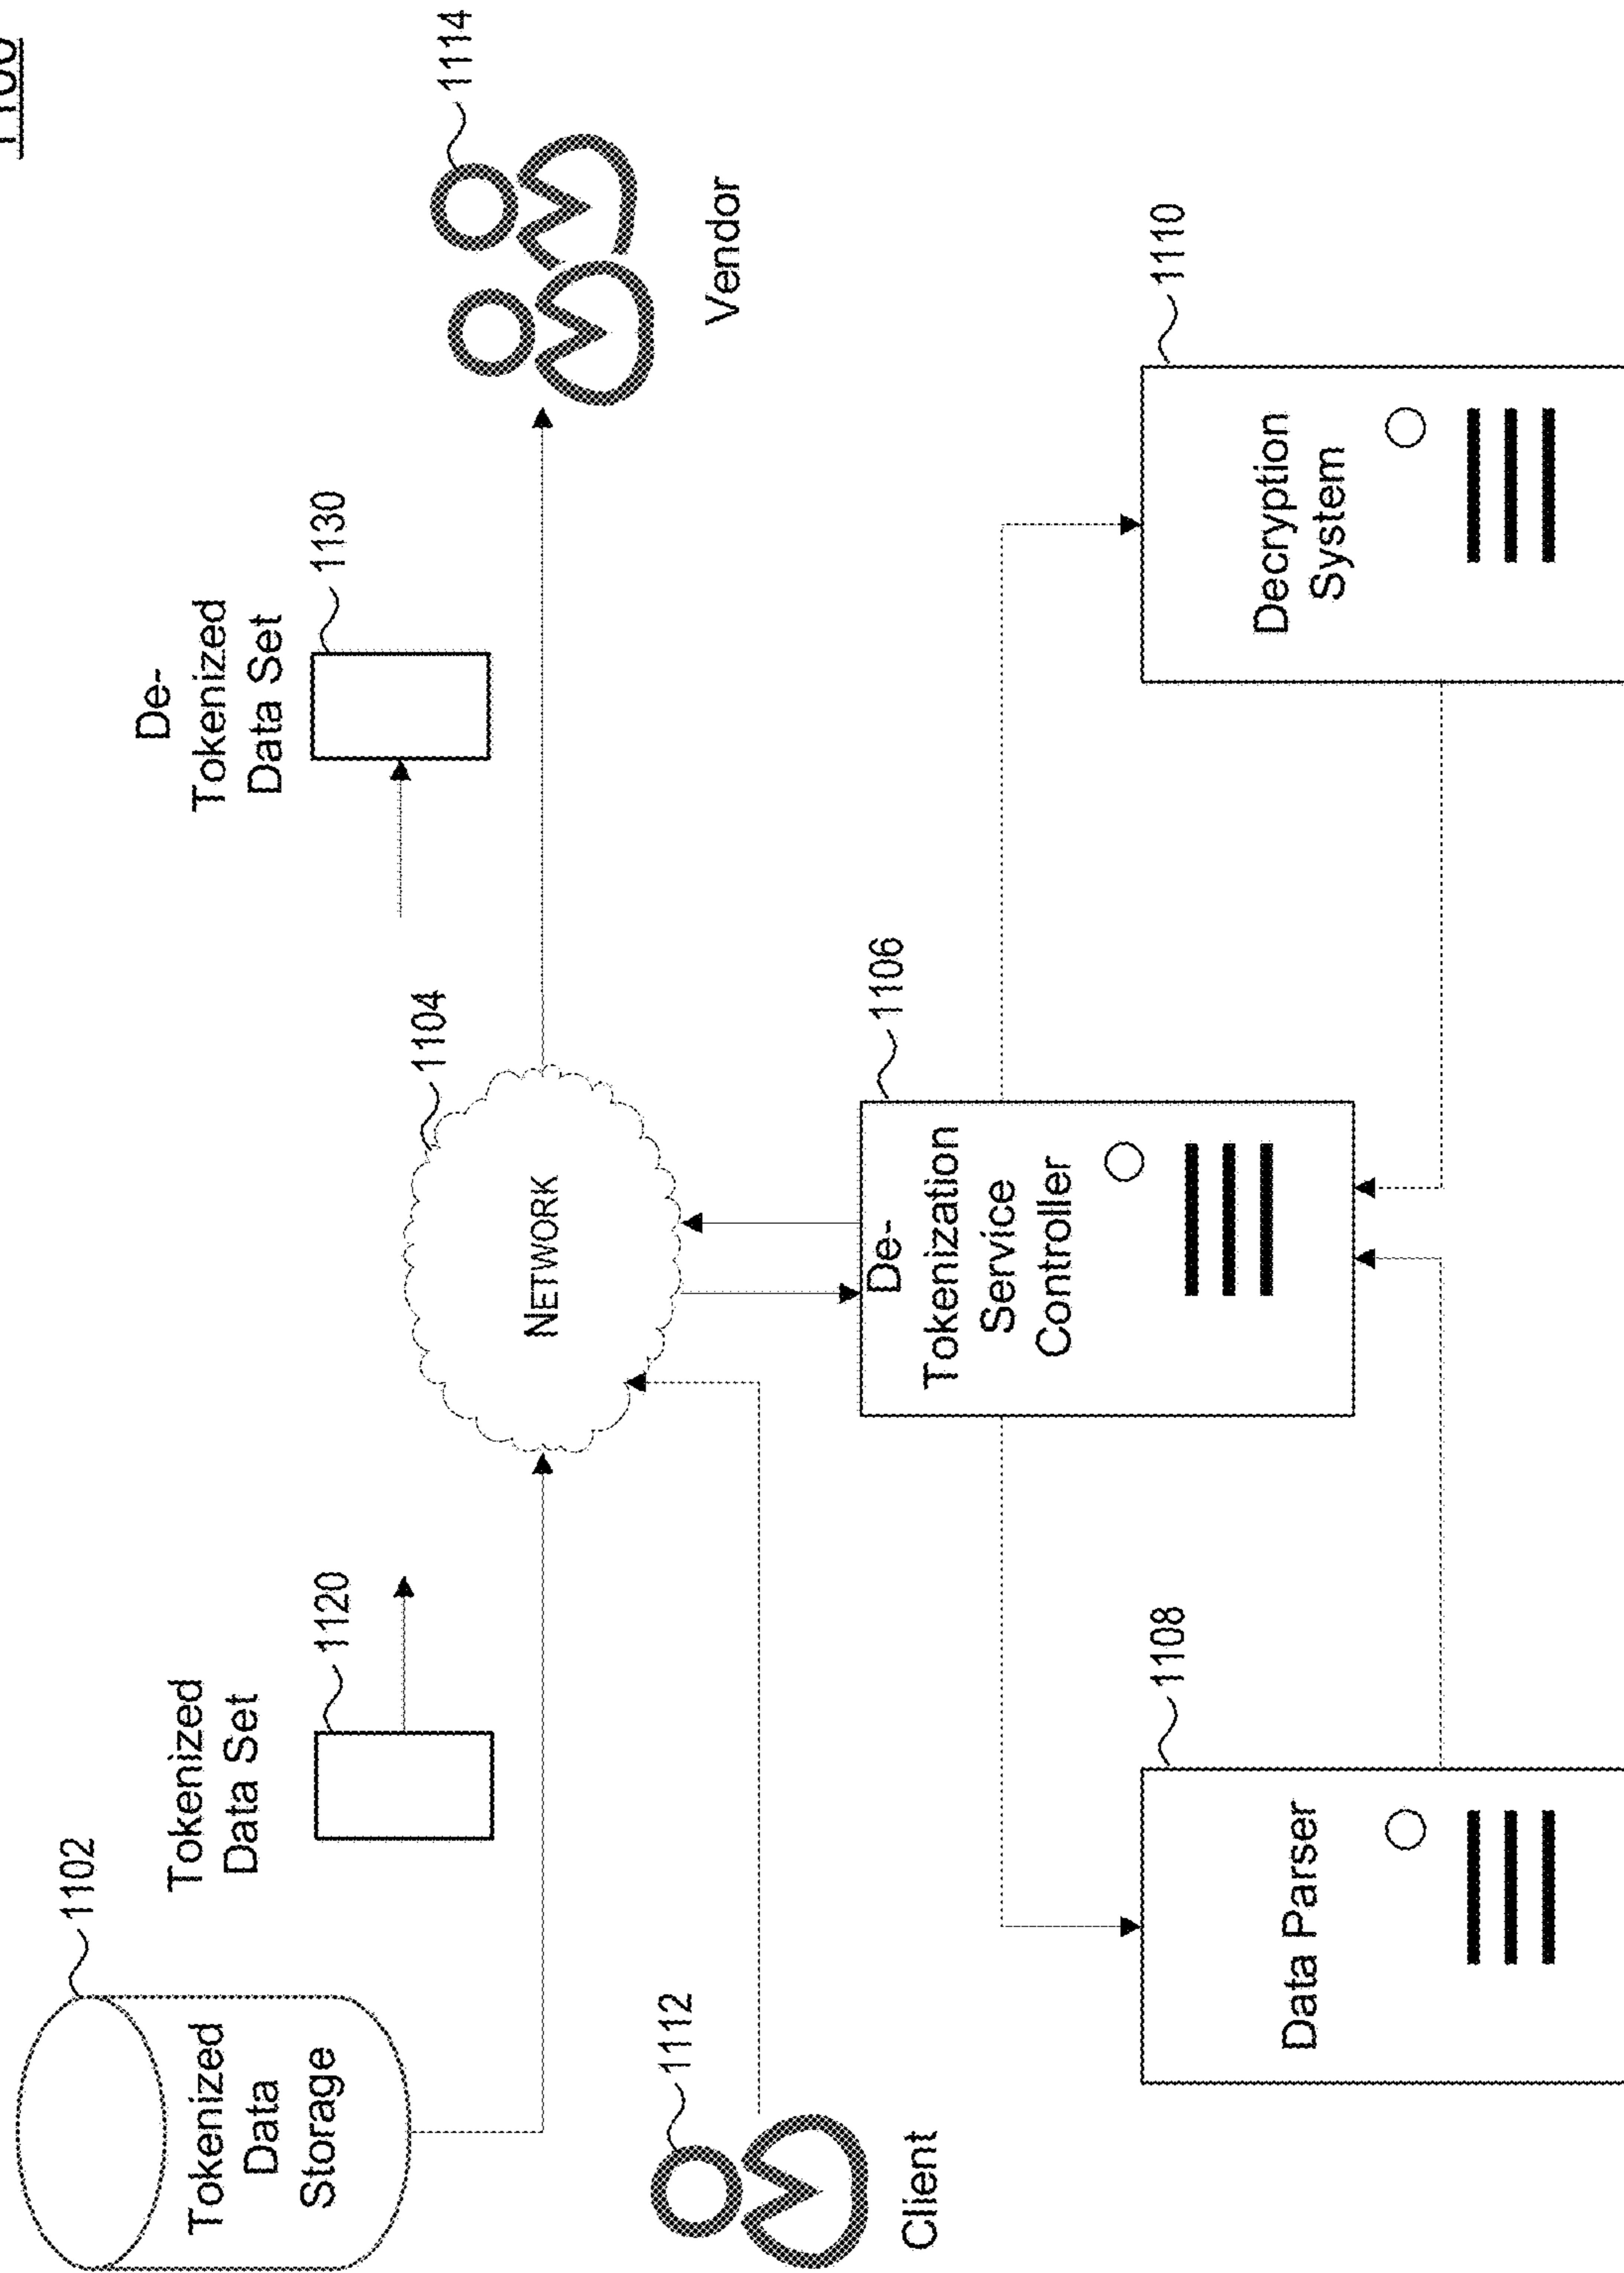 1100
1102
Tokenized
Data
Storage
Tokenized
Data Set
1120
De-
Tokenized
Data Set
1130
1104
NETWORK
1114
Vendor
1112
Client
1106
De-
Tokenization
Service
Controller
1108
Data Parser
1110
Decryption
System